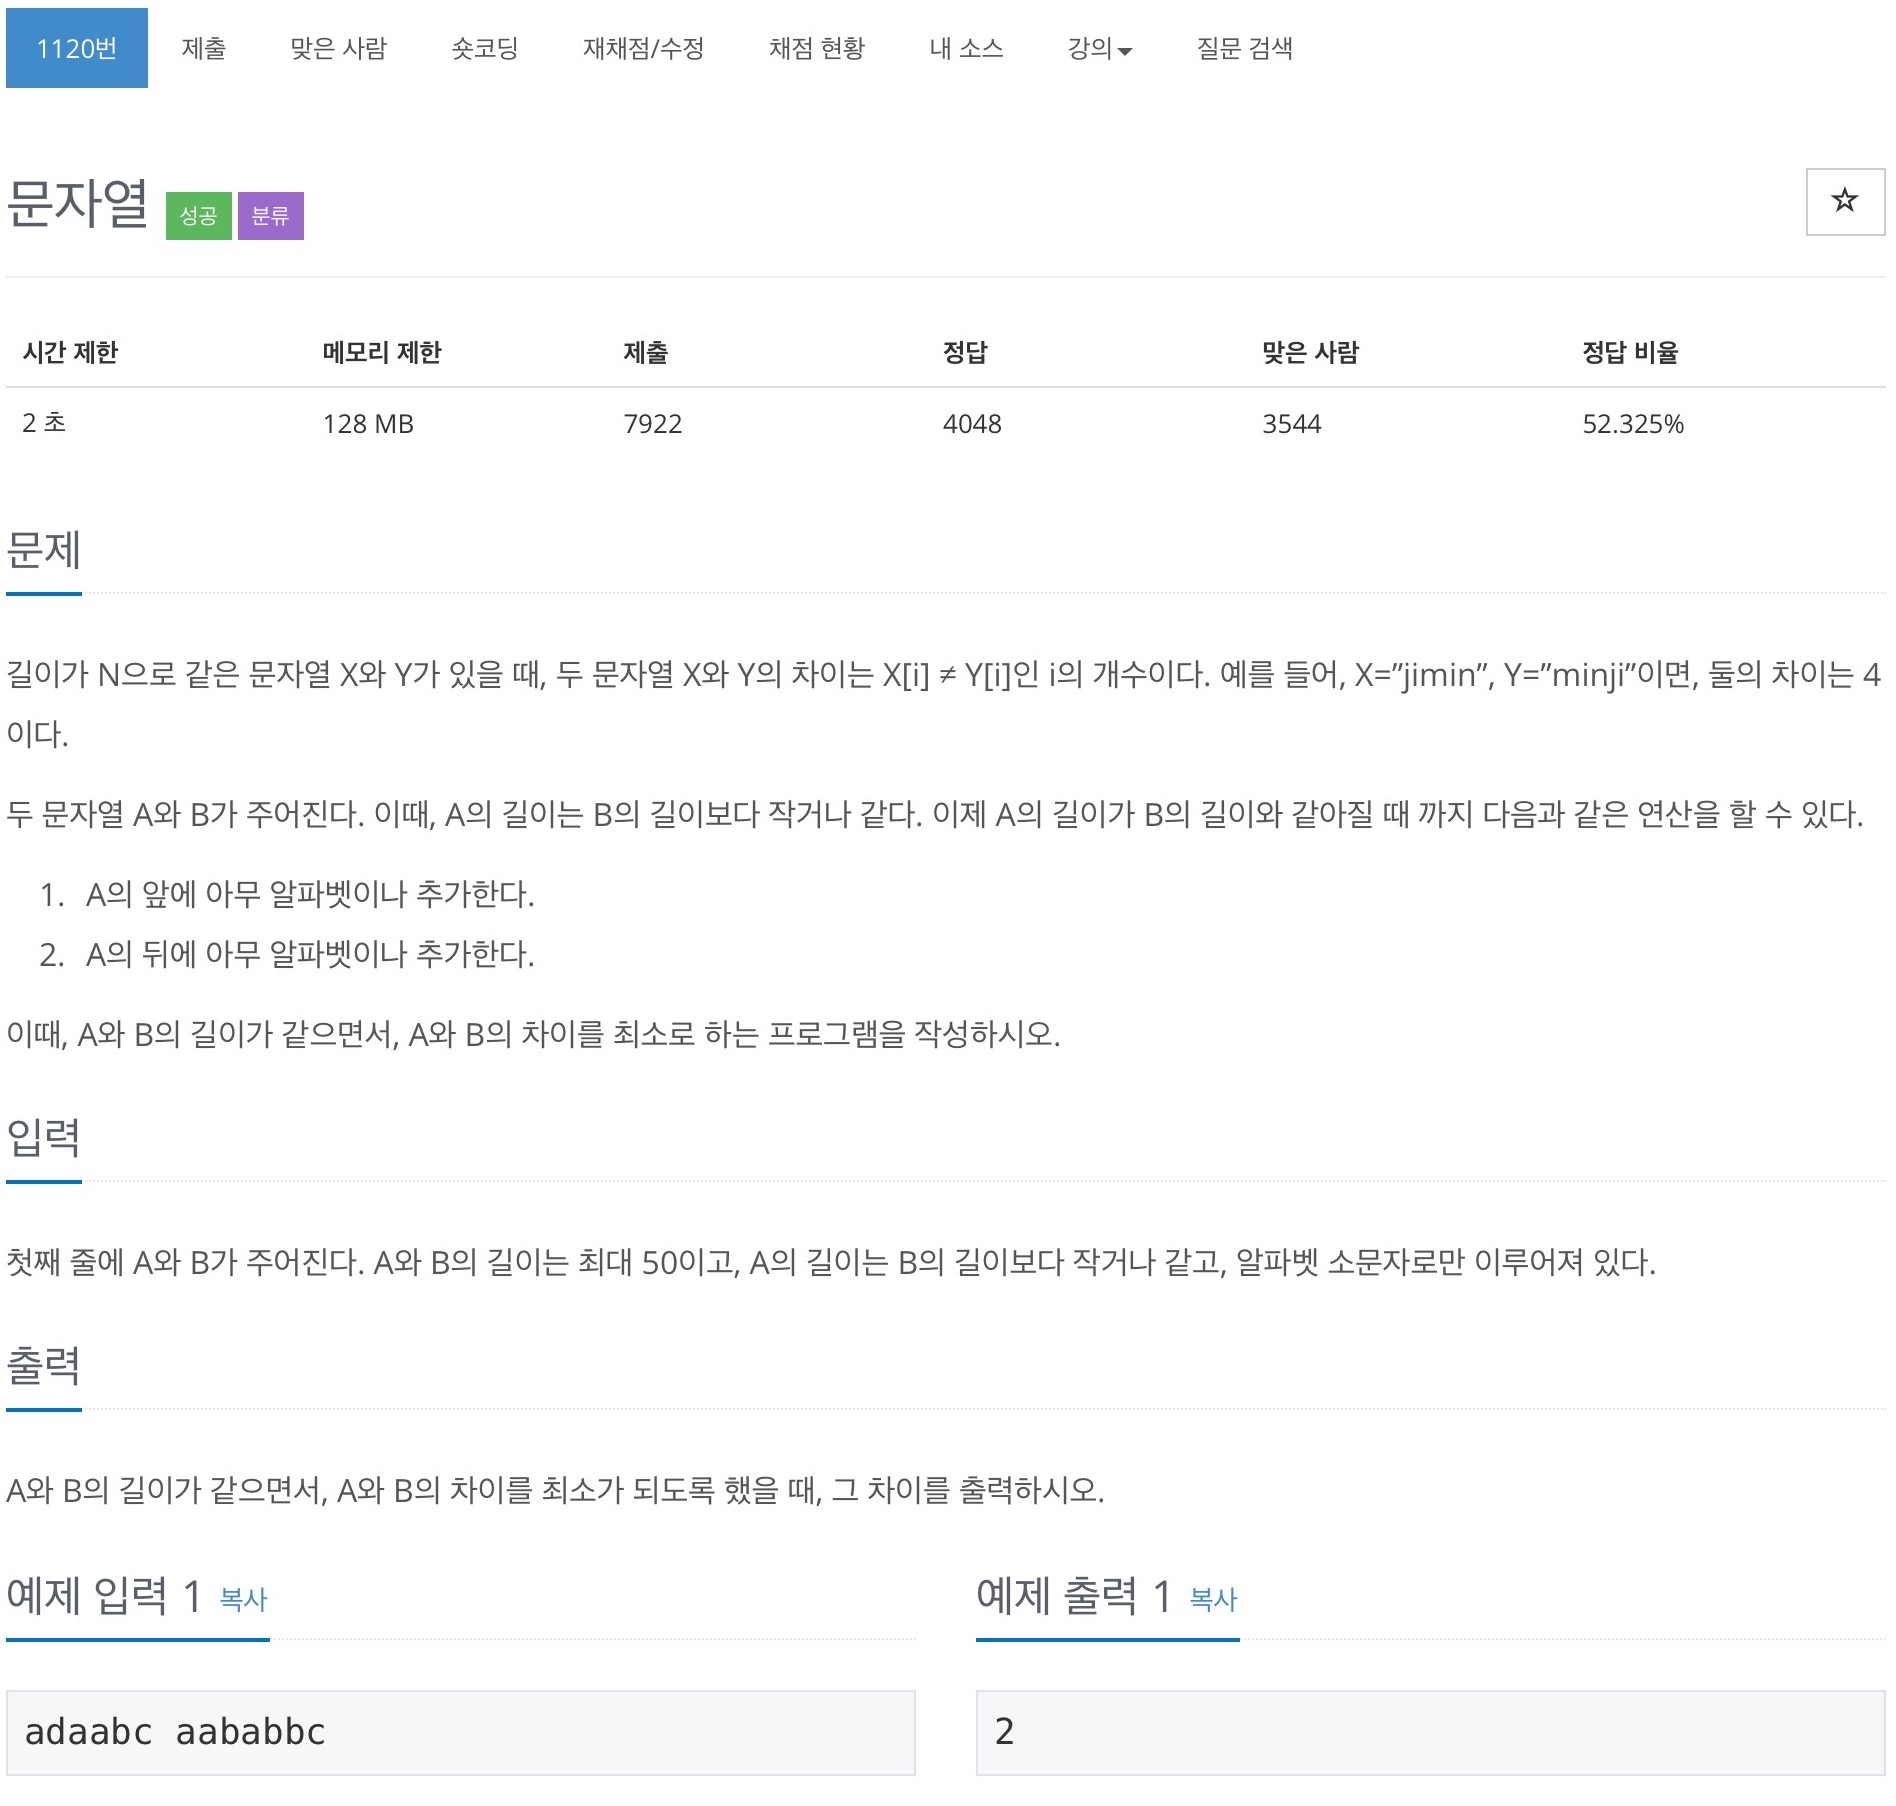 1120번 제출 맞은 사람 숏코딩 재채점/수정 채점 현황 내 소스 강의 질문 검색
문자열 성공 분류
시간 제한 메모리 제한 제출 정답 맞은 사람 정답 비율
2 초 128 MB 7922 4048 3544 52.325%
문제
길이가 N으로 같은 문자열 X와 Y가 있을 때, 두 문자열 X와 Y의 차이는 X[i] ≠ Y[i]인 i의 개수이다. 예를 들어, X=”jimin”, Y=”minji”이면, 둘의 차이는 4
이다.
두 문자열 A와 B가 주어진다. 이때, A의 길이는 B의 길이보다 작거나 같다. 이제 A의 길이가 B의 길이와 같아질 때 까지 다음과 같은 연산을 할 수 있다.
1. A의 앞에 아무 알파벳이나 추가한다.
2. A의 뒤에 아무 알파벳이나 추가한다.
이때, A와 B의 길이가 같으면서, A와 B의 차이를 최소로 하는 프로그램을 작성하시오.
입력
첫째 줄에 A와 B가 주어진다. A와 B의 길이는 최대 50이고, A의 길이는 B의 길이보다 작거나 같고, 알파벳 소문자로만 이루어져 있다.
출력
A와 B의 길이가 같으면서, A와 B의 차이를 최소가 되도록 했을 때, 그 차이를 출력하시오.
예제 입력 1 복사
adaabc aababbc
예제 출력 1 복사
2